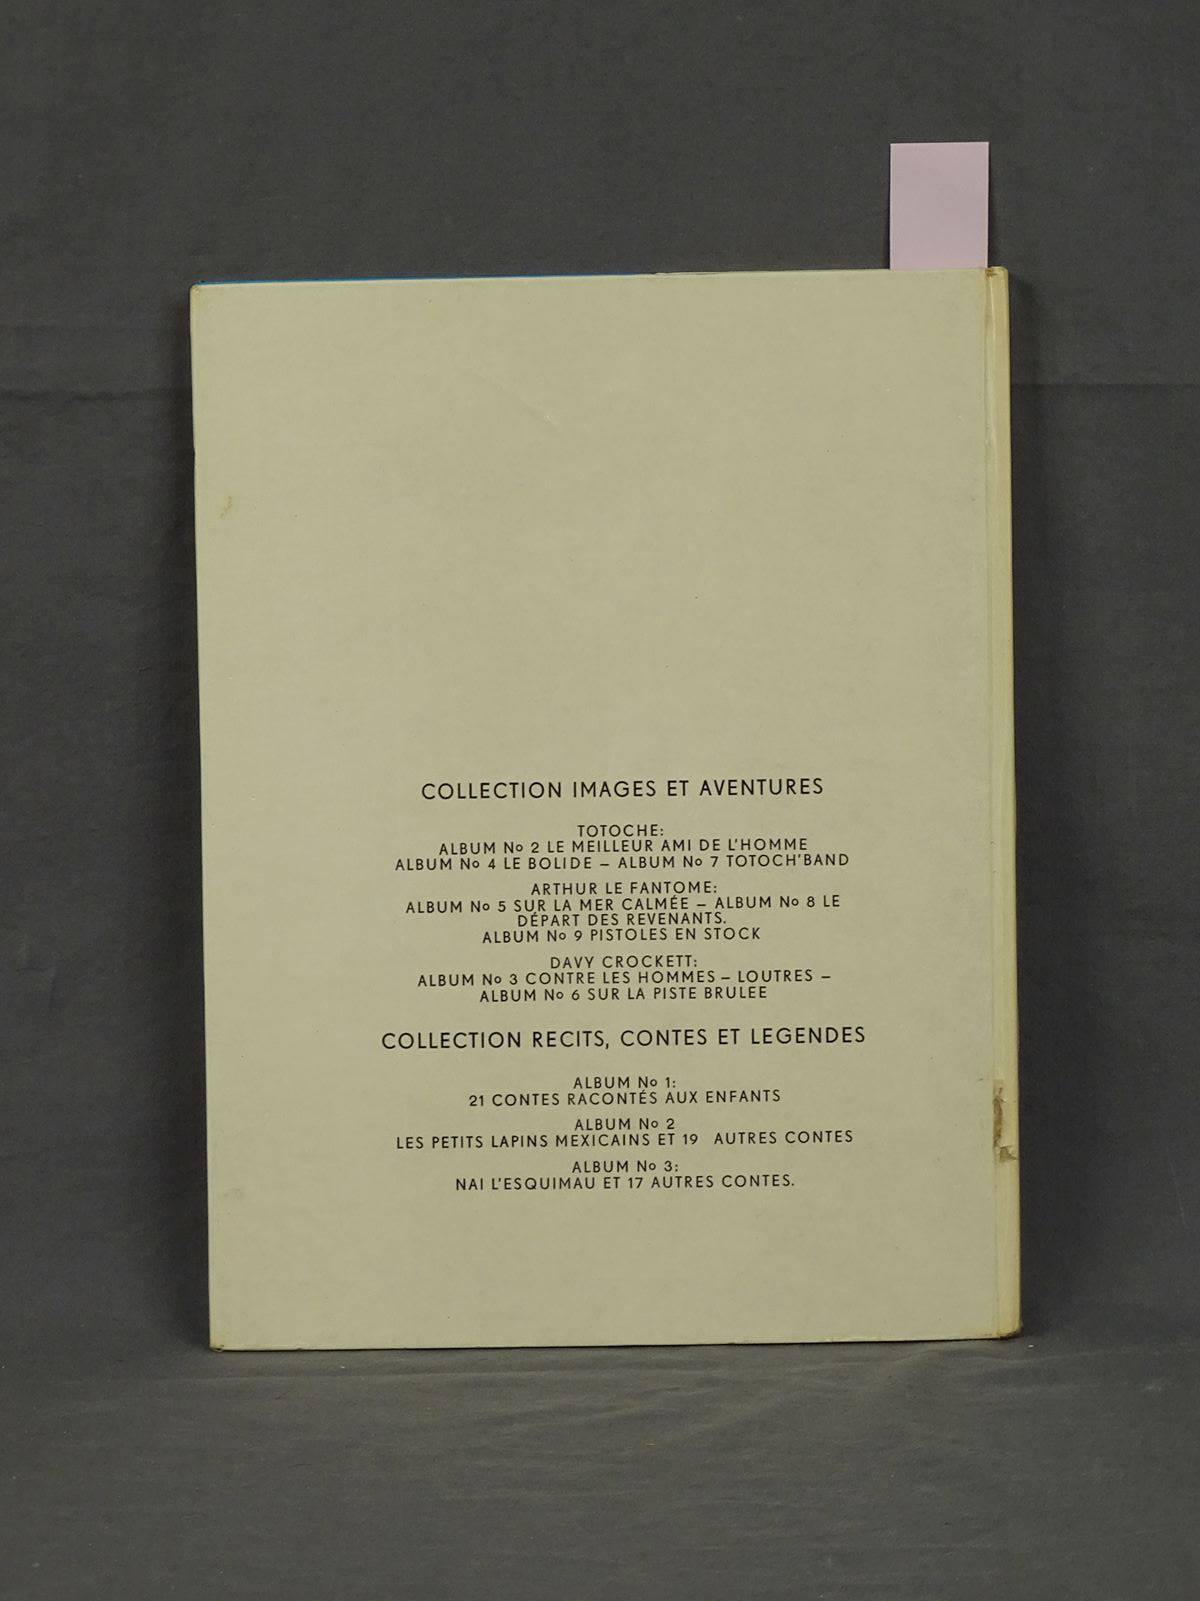 COLLECTION IMAGES ET AVENTURES
TOTOCHE:
ALBUM No 2 LE MEILLEUR AMI DE L'HOMME
ALBUM No 4 LE BOLIDE – ALBUM No 7 TOTOCH'BAND
ARTHUR LE FANTOME:
ALBUM No 5 SUR LA MER CALMÉE – ALBUM No 8 LE
DÉPART DES REVENANTS.
ALBUM No 9 PISTOLES EN STOCK
DAVY CROCKETT:
ALBUM No 3 CONTRE LES HOMMES – LOUTRES –
ALBUM No 6 SUR LA PISTE BRULEE
COLLECTION RECITS, CONTES ET LEGENDES
ALBUM No 1:
21 CONTES RACONTÉS AUX ENFANTS
ALBUM No 2
LES PETITS LAPINS MEXICAINS ET 19 AUTRES CONTES
ALBUM No 3:
NAI L'ESQUIMAU ET 17 AUTRES CONTES.